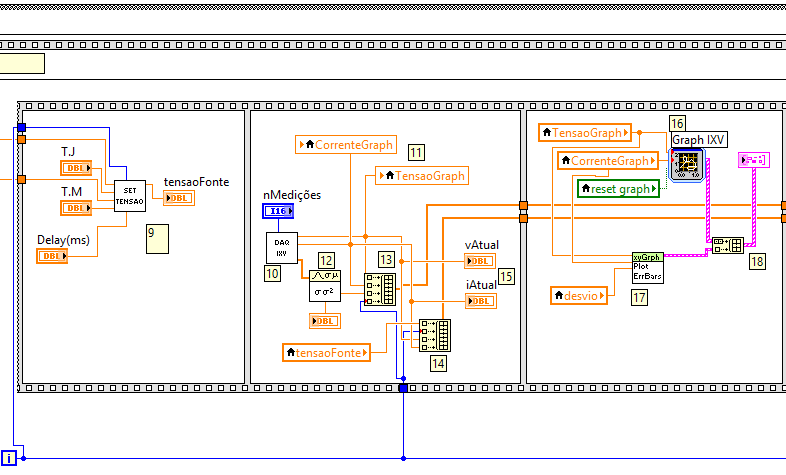 T.J
DBL
SET
TENSAO
tensaoFonte
DBL
T.M
DBL
9
Delay(ms)
DBL
CorrenteGraph
11
TensaoGraph
nMedições
I16
DAQ
IXV
10
12
σσ²
DBL
13
vAtual
DBL
15
iAtual
DBL
tensaoFonte
14
16
TensaoGraph
Graph IXV
CorrenteGraph
reset graph
xyGrph
Plot
ErrBars
18
desvio
17
i